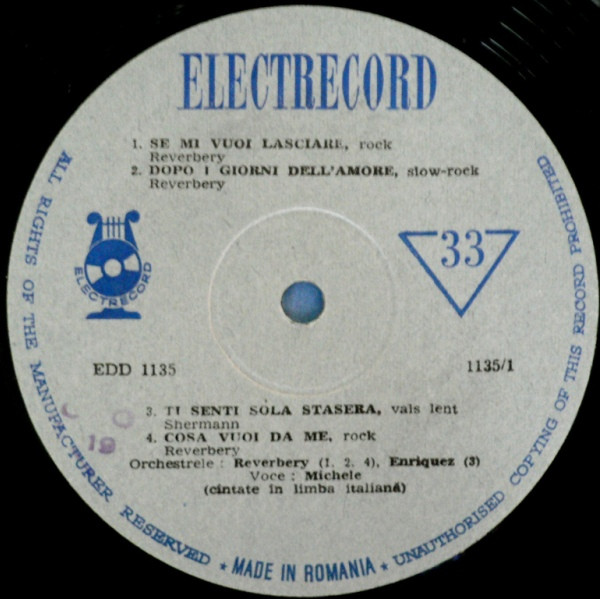 ELECTRECORD
1. SE MI VUOI LASCIARE, rock
Reverbery
2. DOPO I GIORNI DELL'AMORE, slow-rock
Reverbery
ELECTRECORD
33
EDD 1135
1135/1
3. TI SENTI SOLA STASERA, vals lent
Shermann
4. COSA VUOI DA ME, rock
Reverbery
Orchestrele : Reverbery (1. 2. 4), Enriquez (3)
Voce : Michele
(cîntate in limba italiană)
ALL RIGHTS OF THE MANUFACTURER RESERVED ★ MADE IN ROMANIA ★ UNAUTHORISED COPYING OF THIS RECORD PROHIBITED
19